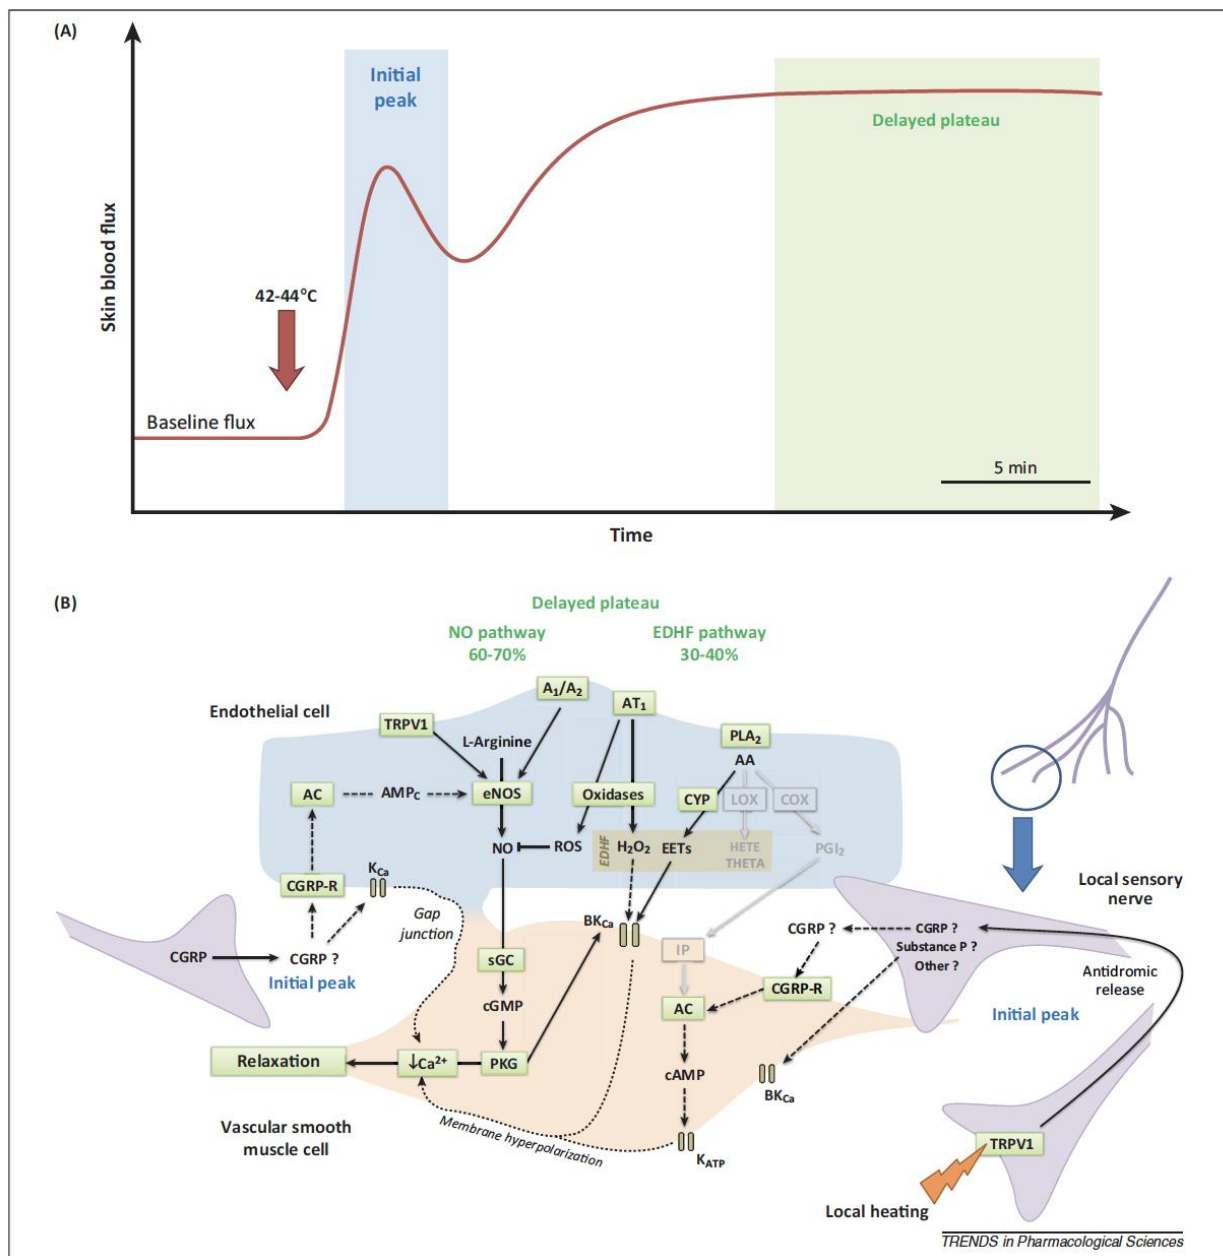 (A)
Initial
peak
Delayed plateau
42-44°C
Skin blood flux
Baseline flux
5 min
Time
(B)
Delayed plateau
NO pathway
60-70%
EDHF pathway
30-40%
A₁/A₂
AT₁
Endothelial cell
TRPV1
L-Arginine
PLA₂
AA
AC
AMPc
eNOS
Oxidases
CYP
LOX
COX
NO
ROS
EDHF
H₂O₂
EETs
HETE
THETA
PGI₂
CGRP-R
K_Ca
Gap
junction
BK_Ca
Local sensory
nerve
CGRP
CGRP ?
Initial peak
sGC
IP
CGRP ?
CGRP ?
Substance P ?
Other ?
Antidromic
release
cGMP
AC
CGRP-R
Initial peak
Relaxation
↓Ca²⁺
PKG
cAMP
BK_Ca
Vascular smooth
muscle cell
Membrane hyperpolarization
K_ATP
TRPV1
Local heating
TRENDS in Pharmacological Sciences